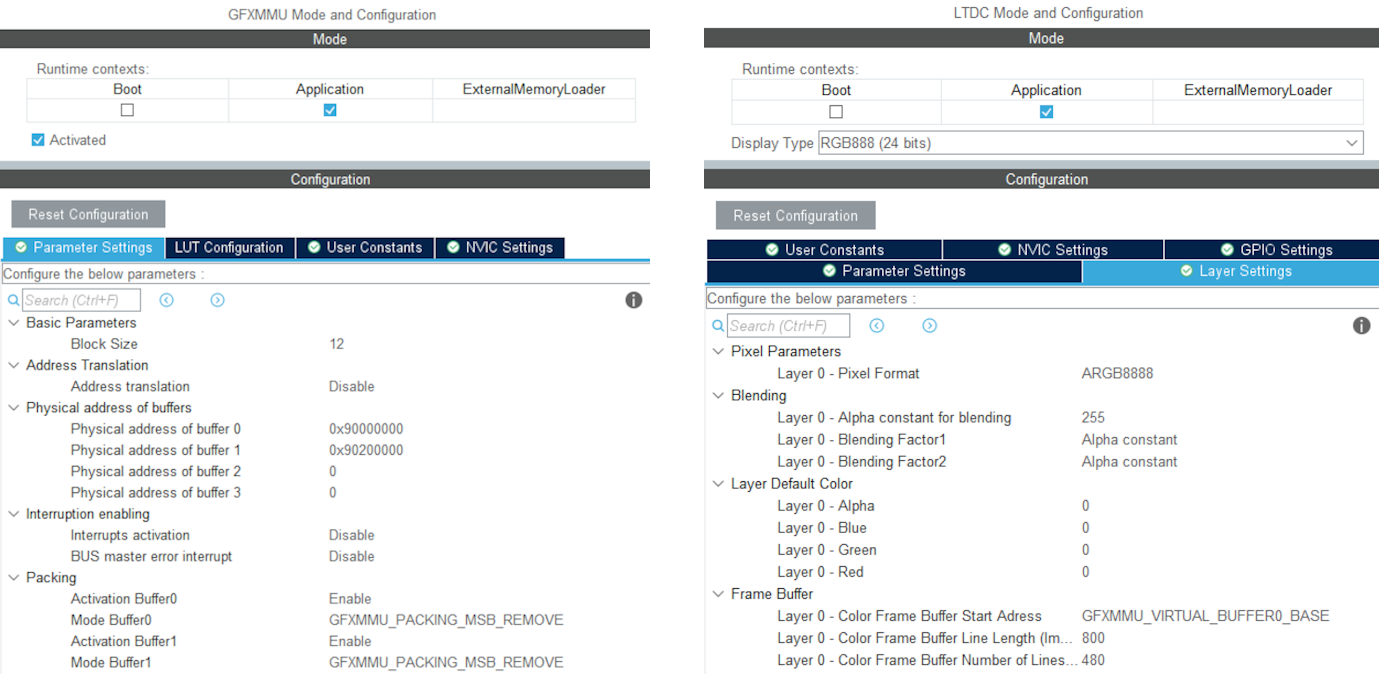 GFXMMU Mode and Configuration
Mode
Runtime contexts:
Boot Application ExternalMemoryLoader
Activated
Configuration
Reset Configuration
Parameter Settings LUT Configuration User Constants NVIC Settings
Configure the below parameters :
Search (Ctrl+F)
Basic Parameters
Block Size 12
Address Translation
Address translation Disable
Physical address of buffers
Physical address of buffer 0 0x90000000
Physical address of buffer 1 0x90200000
Physical address of buffer 2 0
Physical address of buffer 3 0
Interruption enabling
Interrupts activation Disable
BUS master error interrupt Disable
Packing
Activation Buffer0 Enable
Mode Buffer0 GFXMMU_PACKING_MSB_REMOVE
Activation Buffer1 Enable
Mode Buffer1 GFXMMU_PACKING_MSB_REMOVE
LTDC Mode and Configuration
Mode
Runtime contexts:
Boot Application ExternalMemoryLoader
Display Type RGB888 (24 bits)
Configuration
Reset Configuration
User Constants NVIC Settings GPIO Settings
Parameter Settings Layer Settings
Configure the below parameters :
Search (Ctrl+F)
Pixel Parameters
Layer 0 - Pixel Format ARGB8888
Blending
Layer 0 - Alpha constant for blending 255
Layer 0 - Blending Factor1 Alpha constant
Layer 0 - Blending Factor2 Alpha constant
Layer Default Color
Layer 0 - Alpha 0
Layer 0 - Blue 0
Layer 0 - Green 0
Layer 0 - Red 0
Frame Buffer
Layer 0 - Color Frame Buffer Start Adress GFXMMU_VIRTUAL_BUFFER0_BASE
Layer 0 - Color Frame Buffer Line Length (Im... 800
Layer 0 - Color Frame Buffer Number of Lines... 480